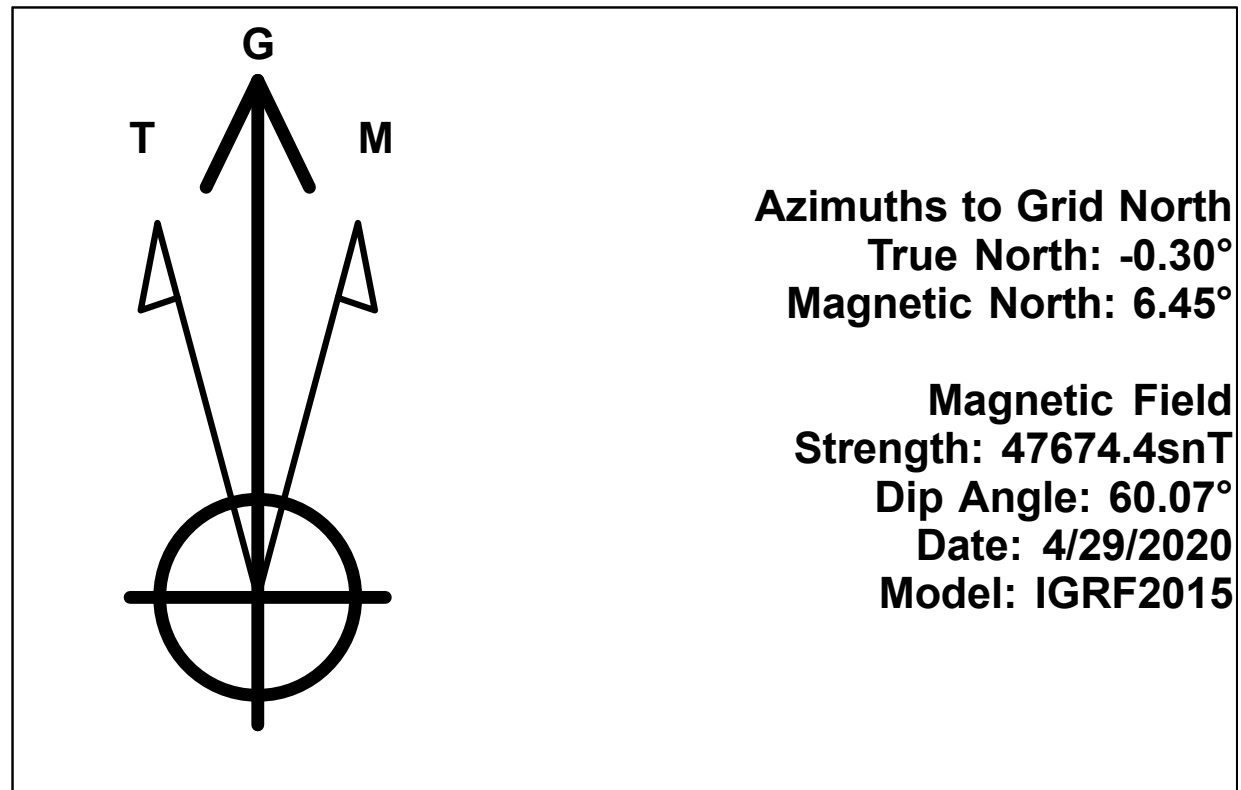 G
T
M
Azimuths to Grid North
True North: -0.30°
Magnetic North: 6.45°
Magnetic Field
Strength: 47674.4snT
Dip Angle: 60.07°
Date: 4/29/2020
Model: IGRF2015